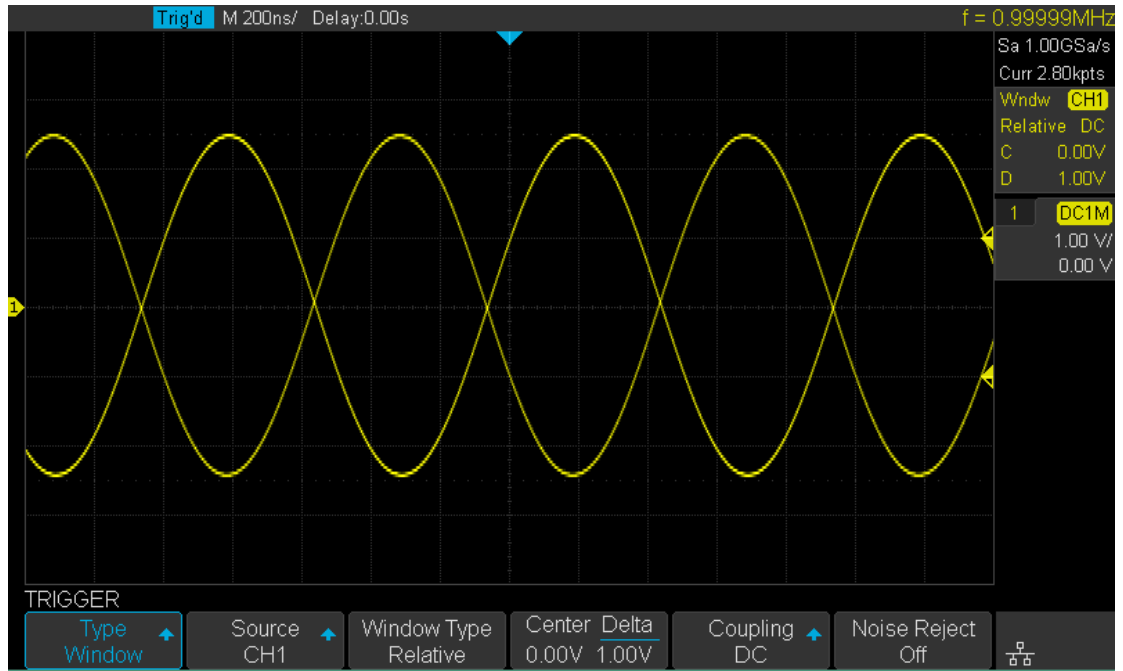 Trig'd M 200ns/ Delay:0.00s f = 0.99999MHz
Sa 1.00GSa/s
Curr 2.80kpts
Wndw CH1
Relative DC
C 0.00V
D 1.00V
1 DC1M
1.00 V/
0.00 V
1
TRIGGER
Type Source Window Type Center Delta Coupling Noise Reject
Window CH1 Relative 0.00V 1.00V DC Off